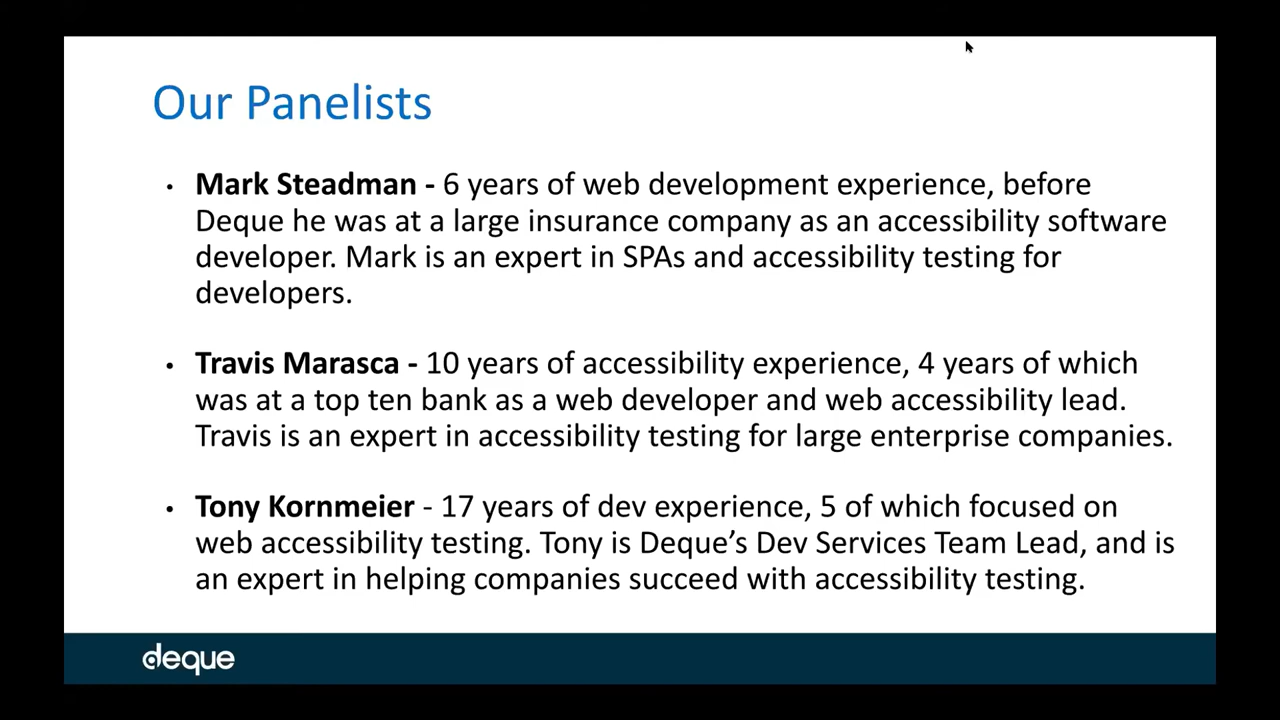 Our Panelists
• Mark Steadman - 6 years of web development experience, before
Deque he was at a large insurance company as an accessibility software
developer. Mark is an expert in SPAs and accessibility testing for
developers.
• Travis Marasca - 10 years of accessibility experience, 4 years of which
was at a top ten bank as a web developer and web accessibility lead.
Travis is an expert in accessibility testing for large enterprise companies.
• Tony Kornmeier - 17 years of dev experience, 5 of which focused on
web accessibility testing. Tony is Deque’s Dev Services Team Lead, and is
an expert in helping companies succeed with accessibility testing.
deque